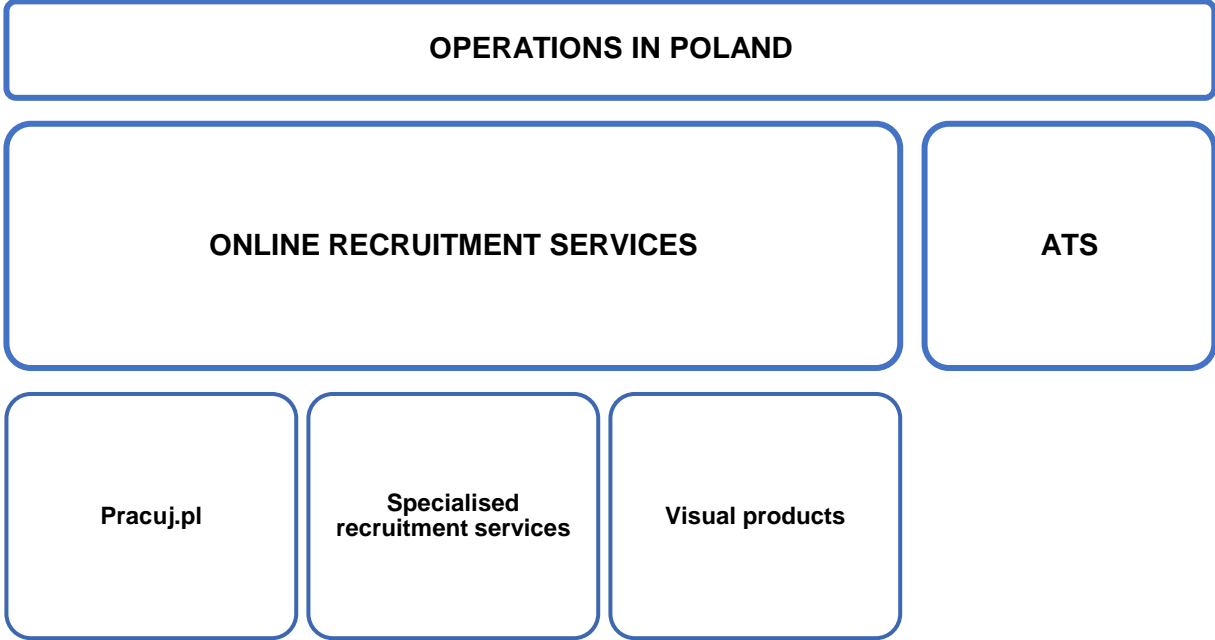 OPERATIONS IN POLAND
ONLINE RECRUITMENT SERVICES
ATS
Pracuj.pl
Specialised
recruitment services
Visual products